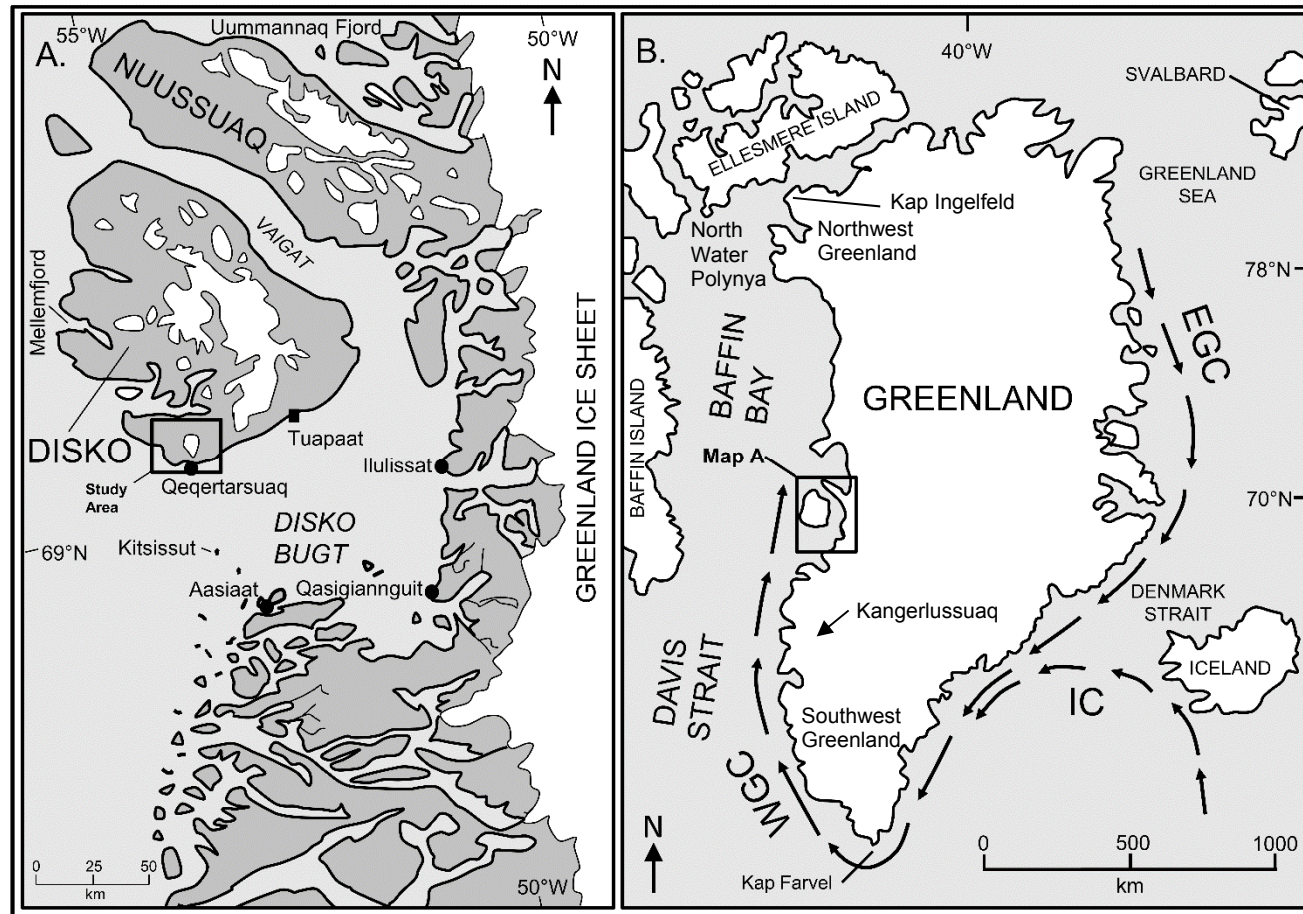 55°W
Uummannaq Fjord
50°W
A.
N
NUUSSUAQ
VAIGAT
Mellemfjord
DISKO
Tuapaat
Ilulissat
Study
Area
Qeqertarsuaq
GREENLAND ICE SHEET
DISKO
BUGT
69°N
Kitsissut
Aasiaat
Qasigiannguit
0 25 50
km
50°W
B.
40°W
SVALBARD
ELLESMERE ISLAND
GREENLAND
SEA
Kap Ingelfeld
North
Water
Polynya
Northwest
Greenland
78°N
EGC
BAFFIN
BAY
GREENLAND
BAFFIN ISLAND
Map A
70°N
DENMARK
STRAIT
Kangerlussuaq
DAVIS
STRAIT
ICELAND
IC
Southwest
Greenland
WGC
N
Kap Farvel
0 500 1000
km